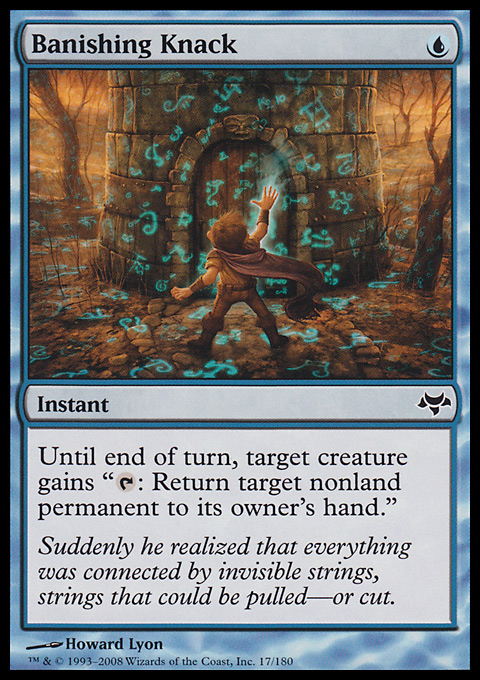 Banishing Knack
Instant
Until end of turn, target creature
gains “: Return target nonland
permanent to its owner’s hand.”
Suddenly he realized that everything
was connected by invisible strings,
strings that could be pulled—or cut.
Howard Lyon
™ & © 1993–2008 Wizards of the Coast, Inc. 17/180